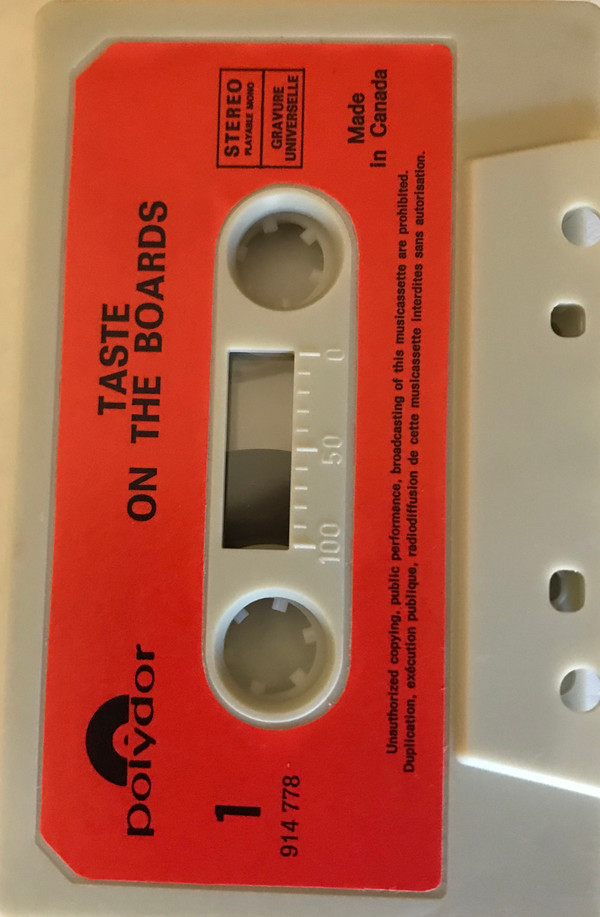 polydor
TASTE
ON THE BOARDS
STEREO
PLAYABLE MONO
GRAVURE
UNIVERSELLE
1
914 778
100
50
0
Made
in Canada
Unauthorized copying, public performance, broadcasting of this musicassette are prohibited.
Duplication, exécution publique, radiodiffusion de cette musicassette interdites sans autorisation.